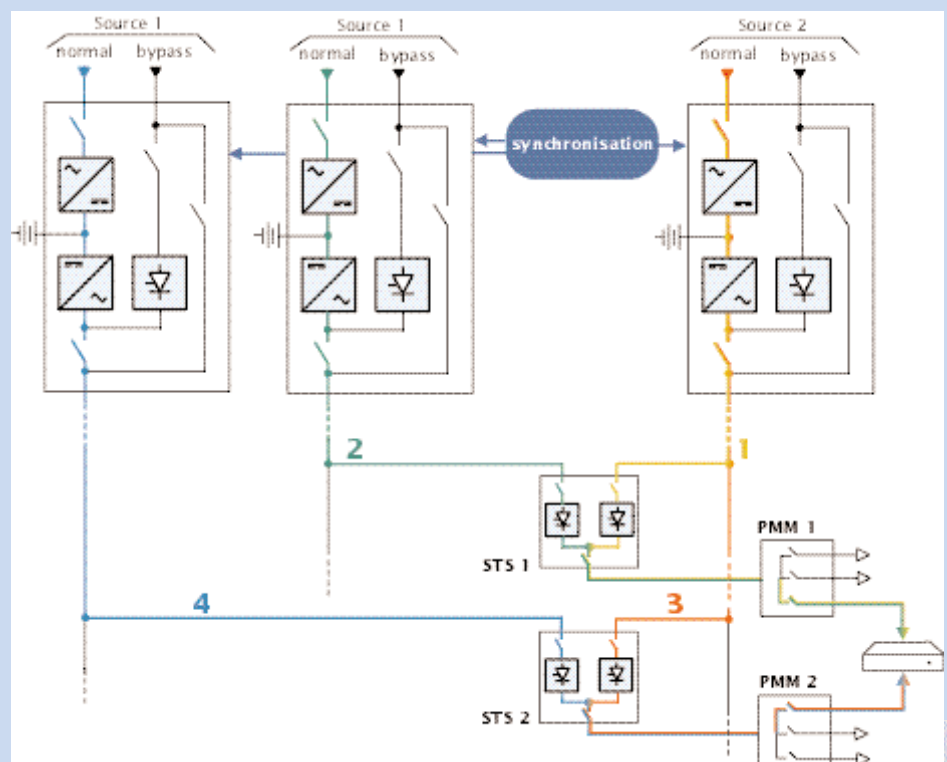 Source 1
normal bypass
Source 1
normal bypass
Source 2
normal bypass
synchronisation
2
1
STS 1
PMM 1
4
3
STS 2
PMM 2